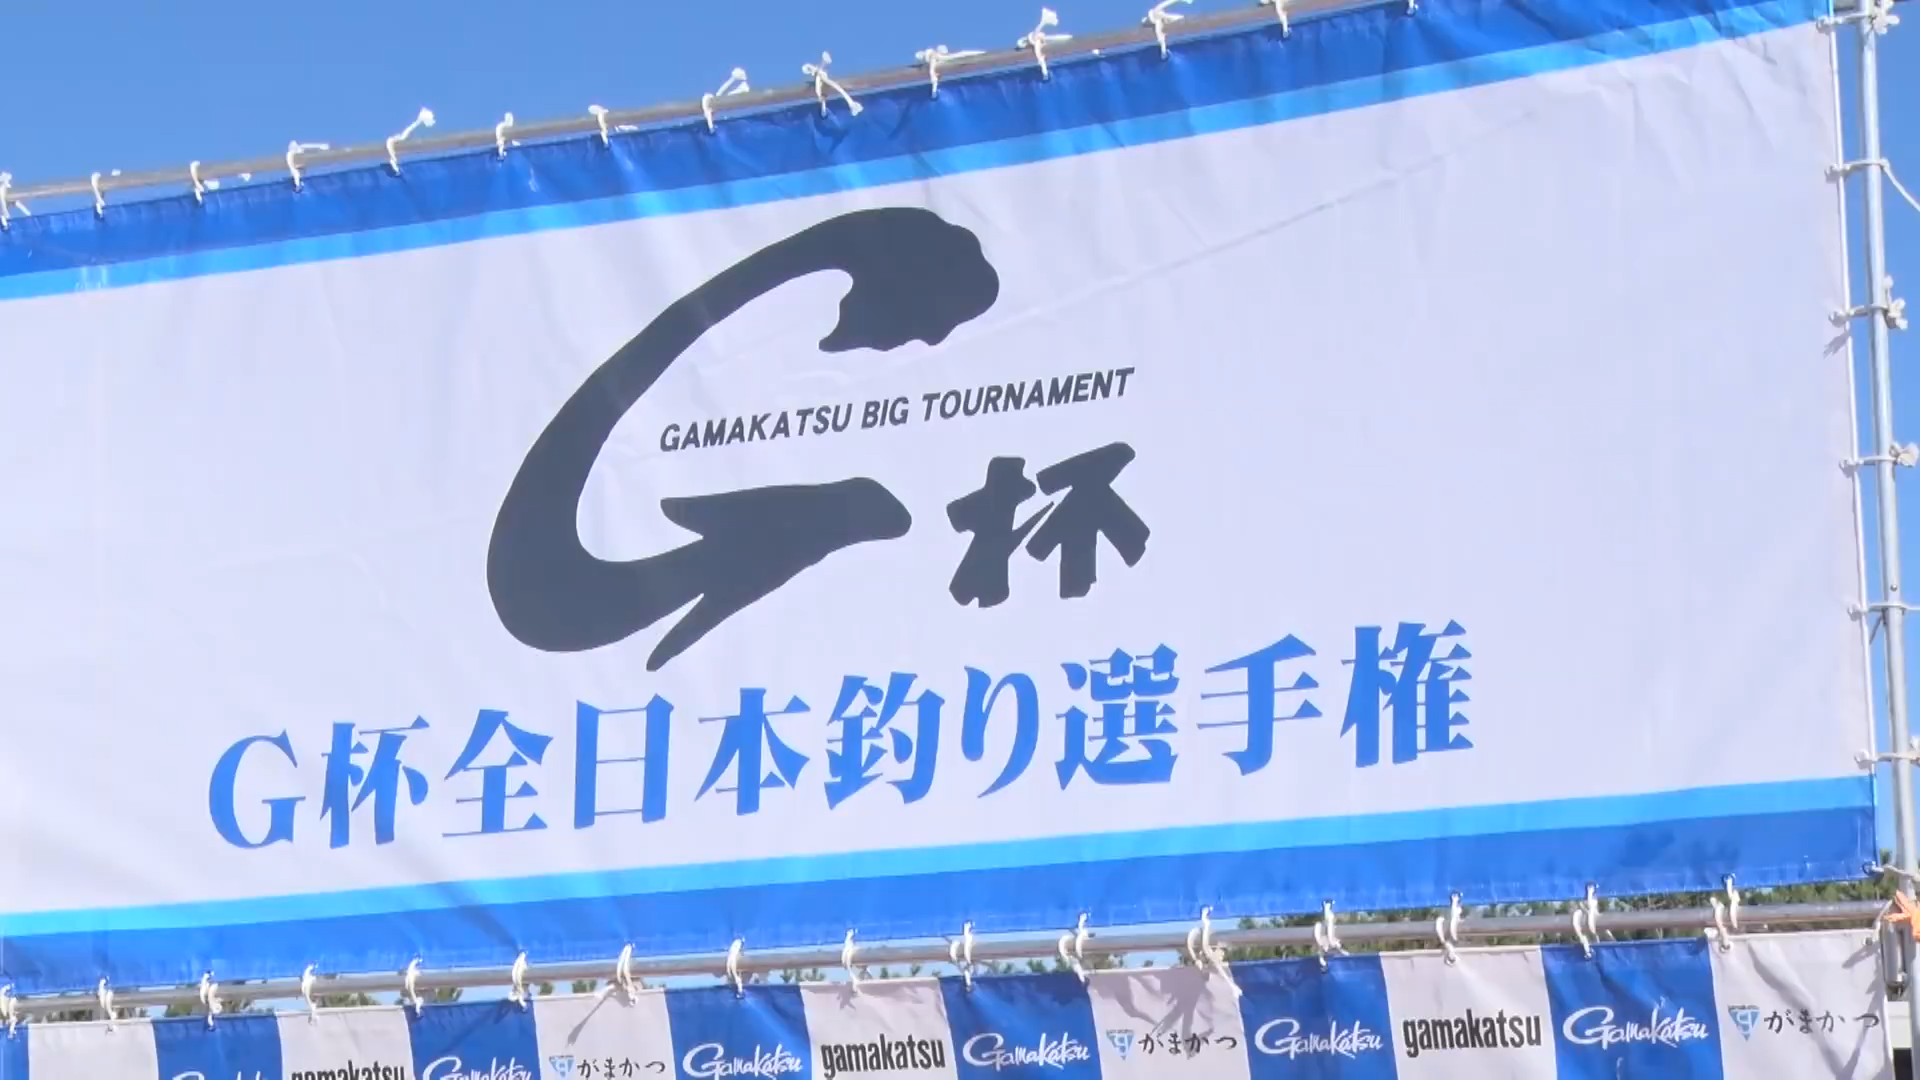 GAMAKATSU BIG TOURNAMENT
G杯
G杯全日本釣り選手権
gamakatsu Gamakatsu がまかつ Gamakatsu gamakatsu Gamakatsu がまかつ Gamakatsu gamakatsu Gamakatsu がまかつ